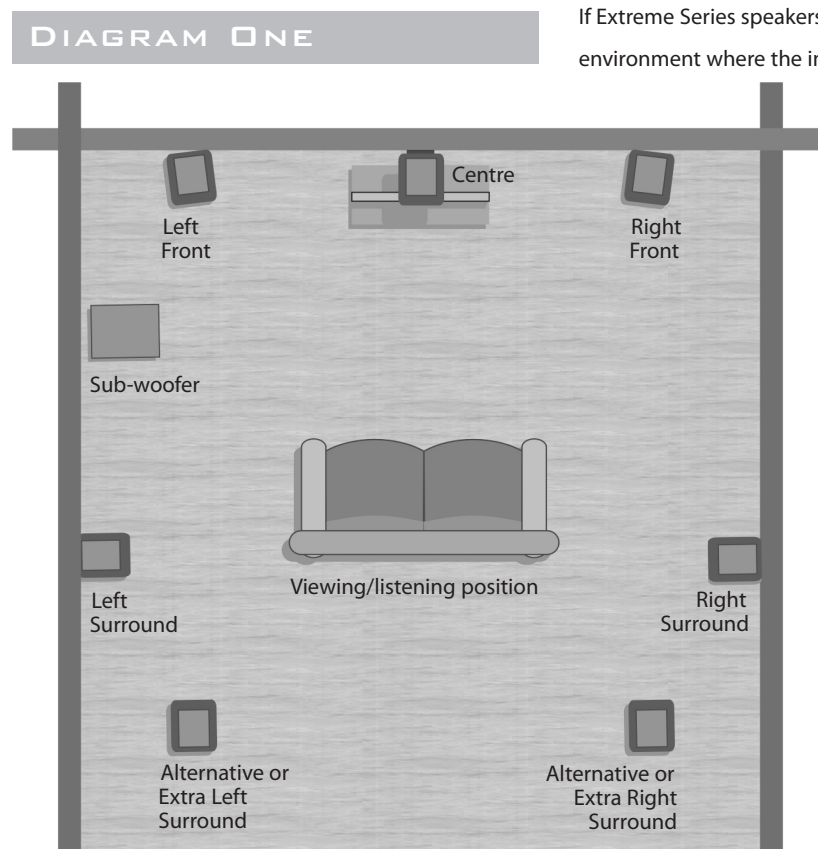 DIAGRAM ONE
If Extreme Series speakers
environment where the
Centre
Left
Front
Right
Front
Sub-woofer
Viewing/listening position
Left
Surround
Right
Surround
Alternative or
Extra Left
Surround
Alternative or
Extra Right
Surround